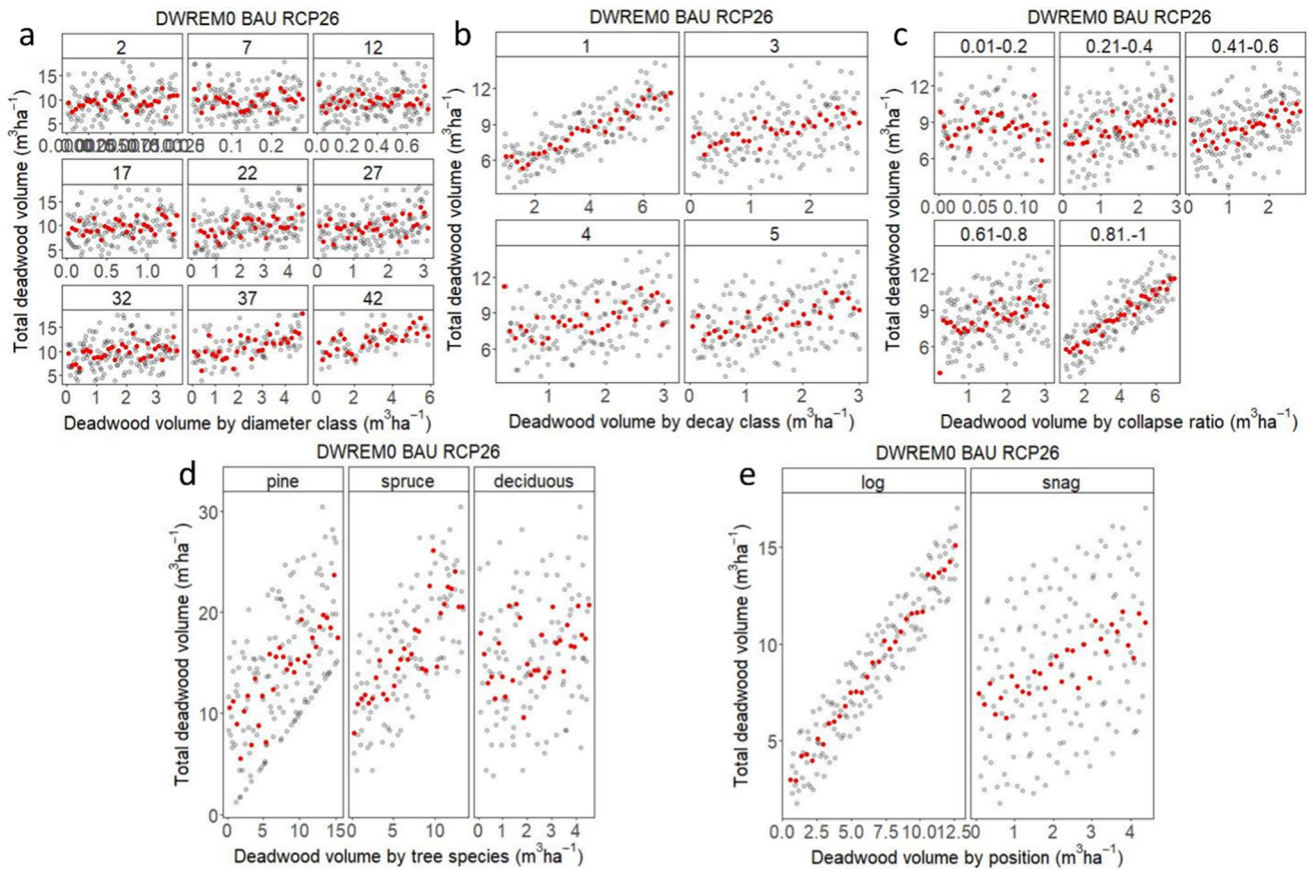 a
DWREM0 BAU RCP26
2 7 12
15
10
5
0.0 0.1 0.2 0.0 0.2 0.4 0.6
17 22 27
15
10
5
0.0 0.5 1.0 0 1 2 3 4 0 1 2 3
32 37 42
15
10
5
0 1 2 3 0 1 2 3 4 0 1 2 3 4 5 6
Total deadwood volume (m³ha⁻¹)
Deadwood volume by diameter class (m³ha⁻¹)
b
DWREM0 BAU RCP26
1 3
12
9
6
2 4 6 0 1 2 3
4 5
12
9
6
1 2 3 0 1 2 3
Total deadwood volume (m³ha⁻¹)
Deadwood volume by decay class (m³ha⁻¹)
c
DWREM0 BAU RCP26
0.01-0.2 0.21-0.4 0.41-0.6
12
9
6
0.00 0.05 0.10 0 1 2 3 0 1 2
0.61-0.8 0.81.-1
12
9
6
1 2 3 2 4 6
Total deadwood volume (m³ha⁻¹)
Deadwood volume by collapse ratio (m³ha⁻¹)
d
DWREM0 BAU RCP26
pine spruce deciduous
30
20
10
0
0 5 10 15 0 5 10 0 1 2 3 4
Total deadwood volume (m³ha⁻¹)
Deadwood volume by tree species (m³ha⁻¹)
e
DWREM0 BAU RCP26
log snag
15
10
5
0.0 2.5 5.0 7.5 10.0 12.5 0 1 2 3 4
Total deadwood volume (m³ha⁻¹)
Deadwood volume by position (m³ha⁻¹)